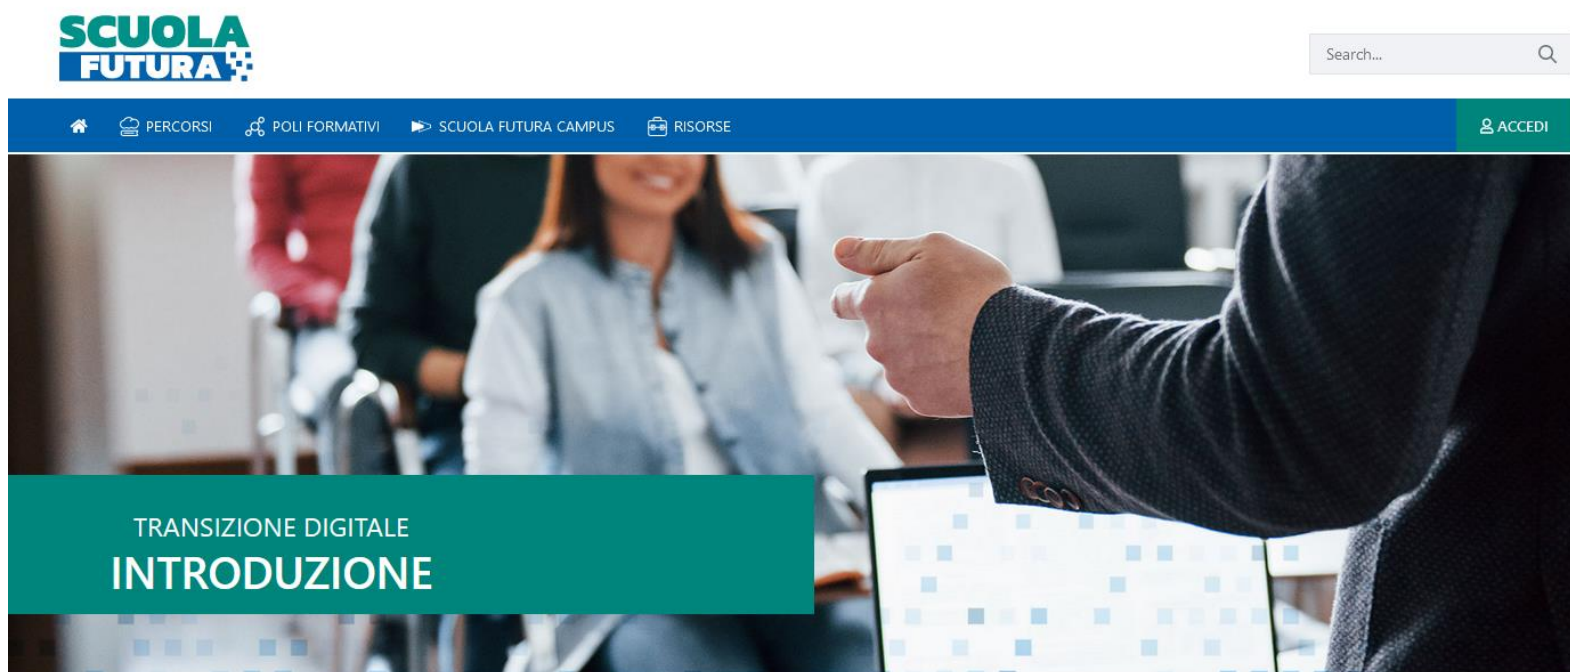 SCUOLA
FUTURA
Search...
PERCORSI
POLI FORMATIVI
SCUOLA FUTURA CAMPUS
RISORSE
ACCEDI
TRANSIZIONE DIGITALE
INTRODUZIONE